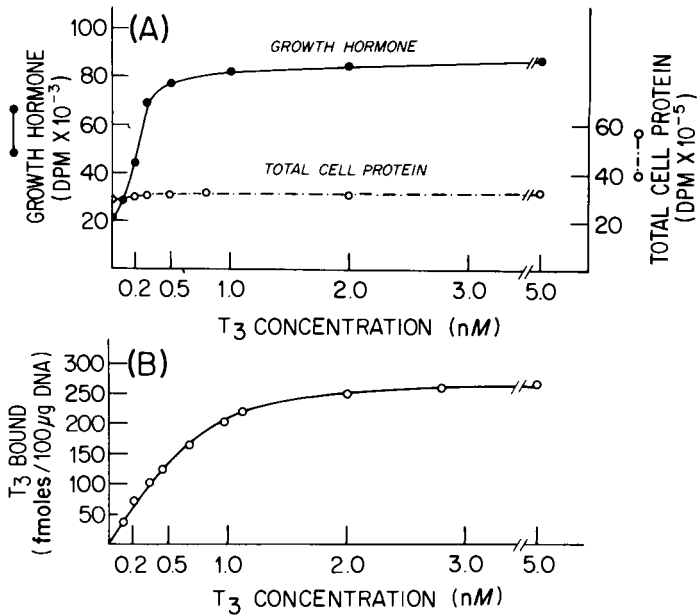 (A)
GROWTH HORMONE
(DPM X 10⁻³)
100
80
60
40
20
GROWTH HORMONE
TOTAL CELL PROTEIN
60
40
20
TOTAL CELL PROTEIN
(DPM X 10⁻⁵)
0.2 0.5 1.0 2.0 3.0 5.0
T₃ CONCENTRATION (nM)
(B)
T₃ BOUND
(fmoles/100µg DNA)
300
250
200
150
100
50
0.2 0.5 1.0 2.0 3.0 5.0
T₃ CONCENTRATION (nM)